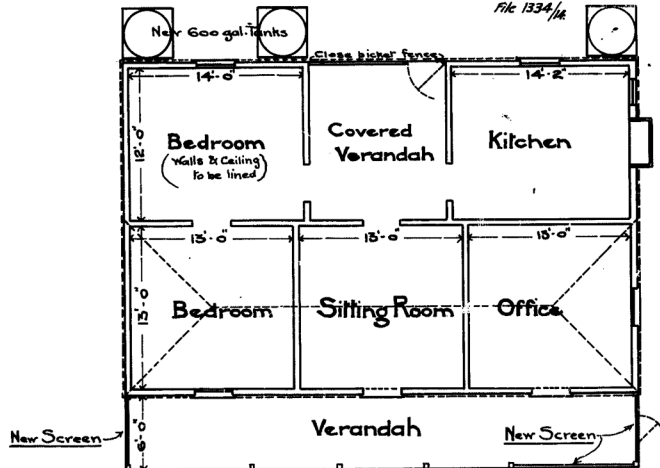 File 1334/14.
New 600 gal. Tanks
Close picket fence
14'-0"
14'-2"
12'-0"
Bedroom
(Walls & Ceiling
to be lined)
Covered
Verandah
Kitchen
13'-0"
13'-0"
13'-0"
13'-0"
Bedroom
Sitting Room
Office
6'-0"
Verandah
New Screen
New Screen